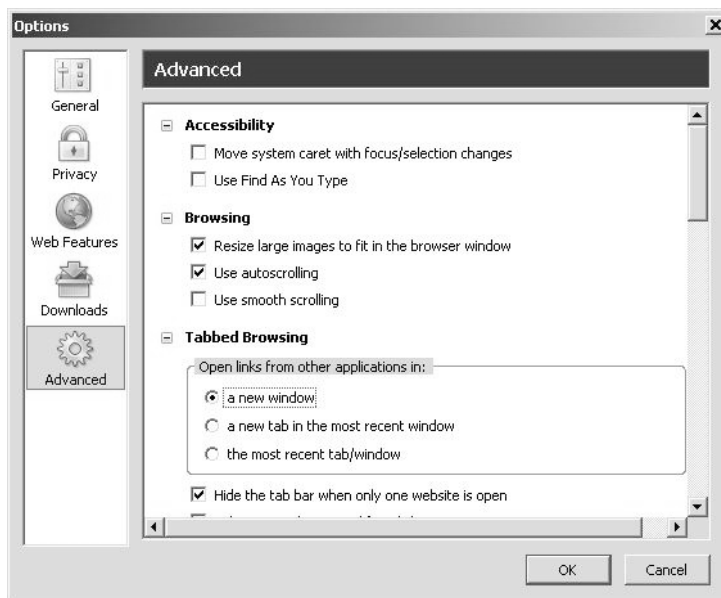 Options
General
Privacy
Web Features
Downloads
Advanced
Advanced
Accessibility
Move system caret with focus/selection changes
Use Find As You Type
Browsing
Resize large images to fit in the browser window
Use autoscrolling
Use smooth scrolling
Tabbed Browsing
Open links from other applications in:
a new window
a new tab in the most recent window
the most recent tab/window
Hide the tab bar when only one website is open
OK
Cancel